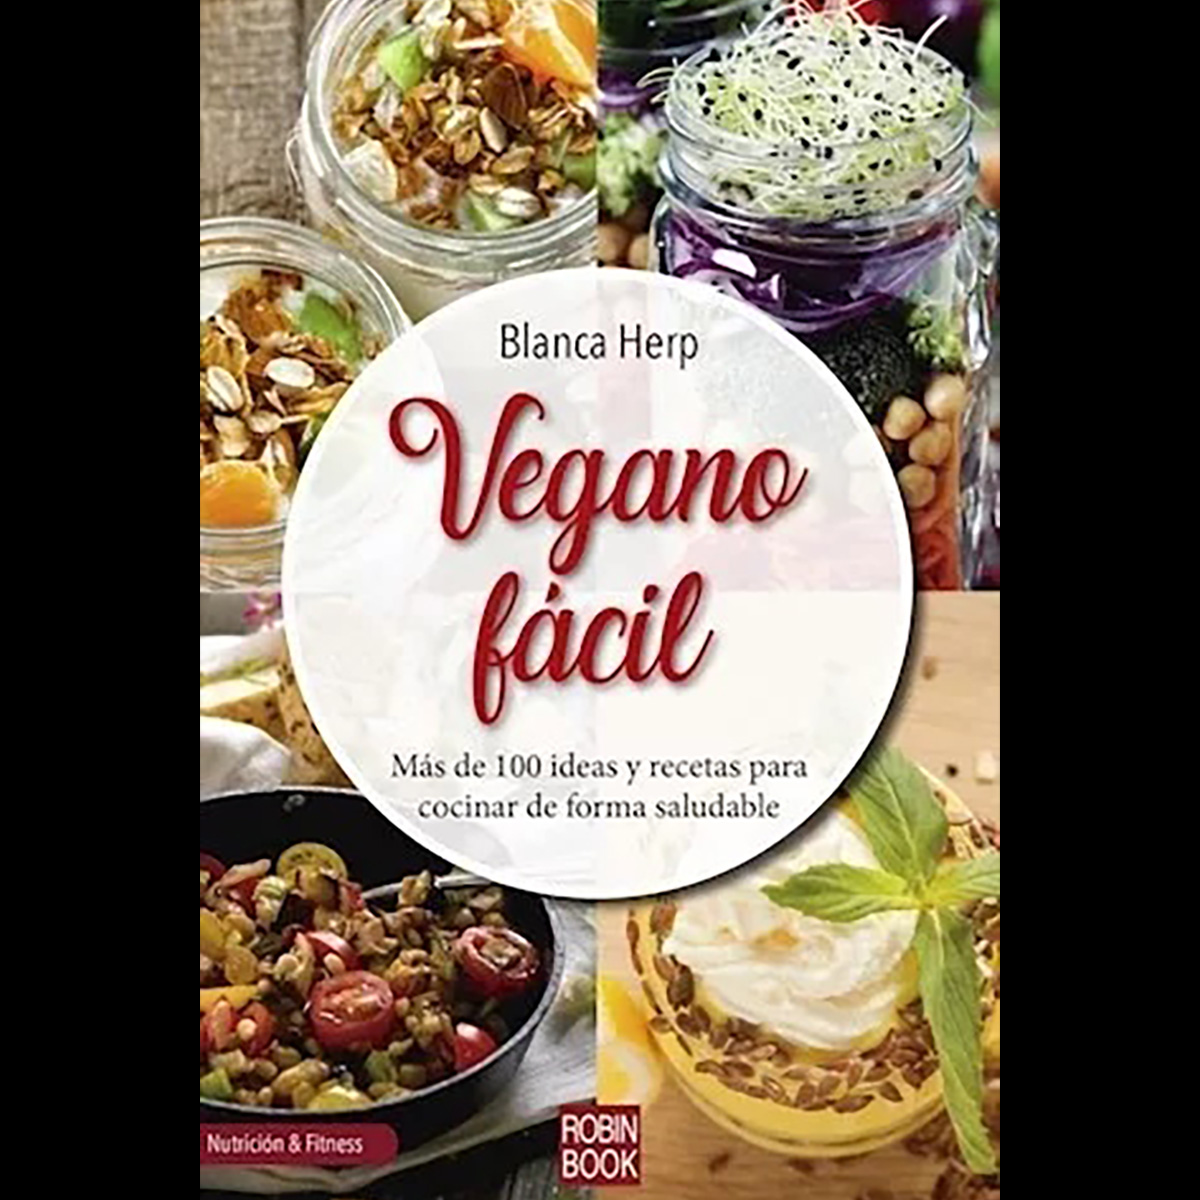 Blanca Herp
Vegano
fácil
Más de 100 ideas y recetas para
cocinar de forma saludable
Nutrición & Fitness
ROBIN
BOOK